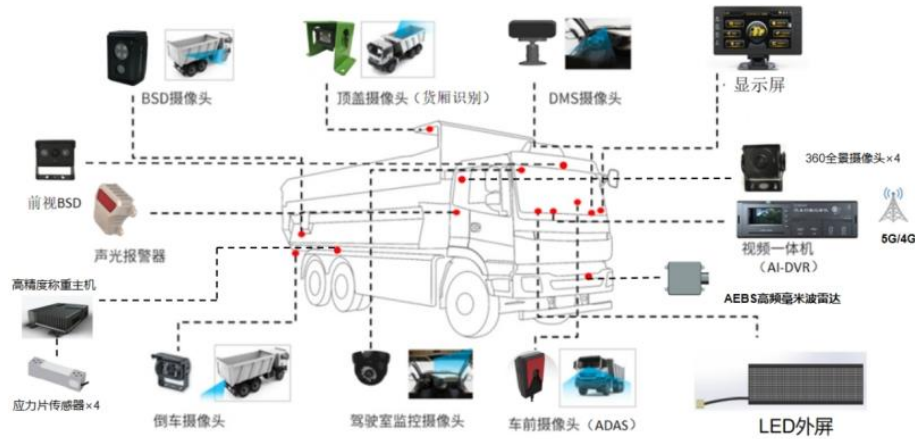 BSD摄像头
顶盖摄像头（货厢识别）
DMS摄像头
显示屏
360全景摄像头×4
前视BSD
声光报警器
视频一体机
（AI-DVR）
5G/4G
高精度称重主机
AEBS高频毫米波雷达
应力片传感器×4
倒车摄像头
驾驶室监控摄像头
车前摄像头（ADAS）
LED外屏